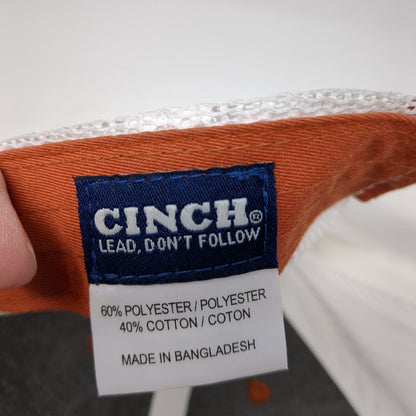 CINCH®
LEAD, DON'T FOLLOW
60% POLYESTER / POLYESTER
40% COTTON / COTON
MADE IN BANGLADESH